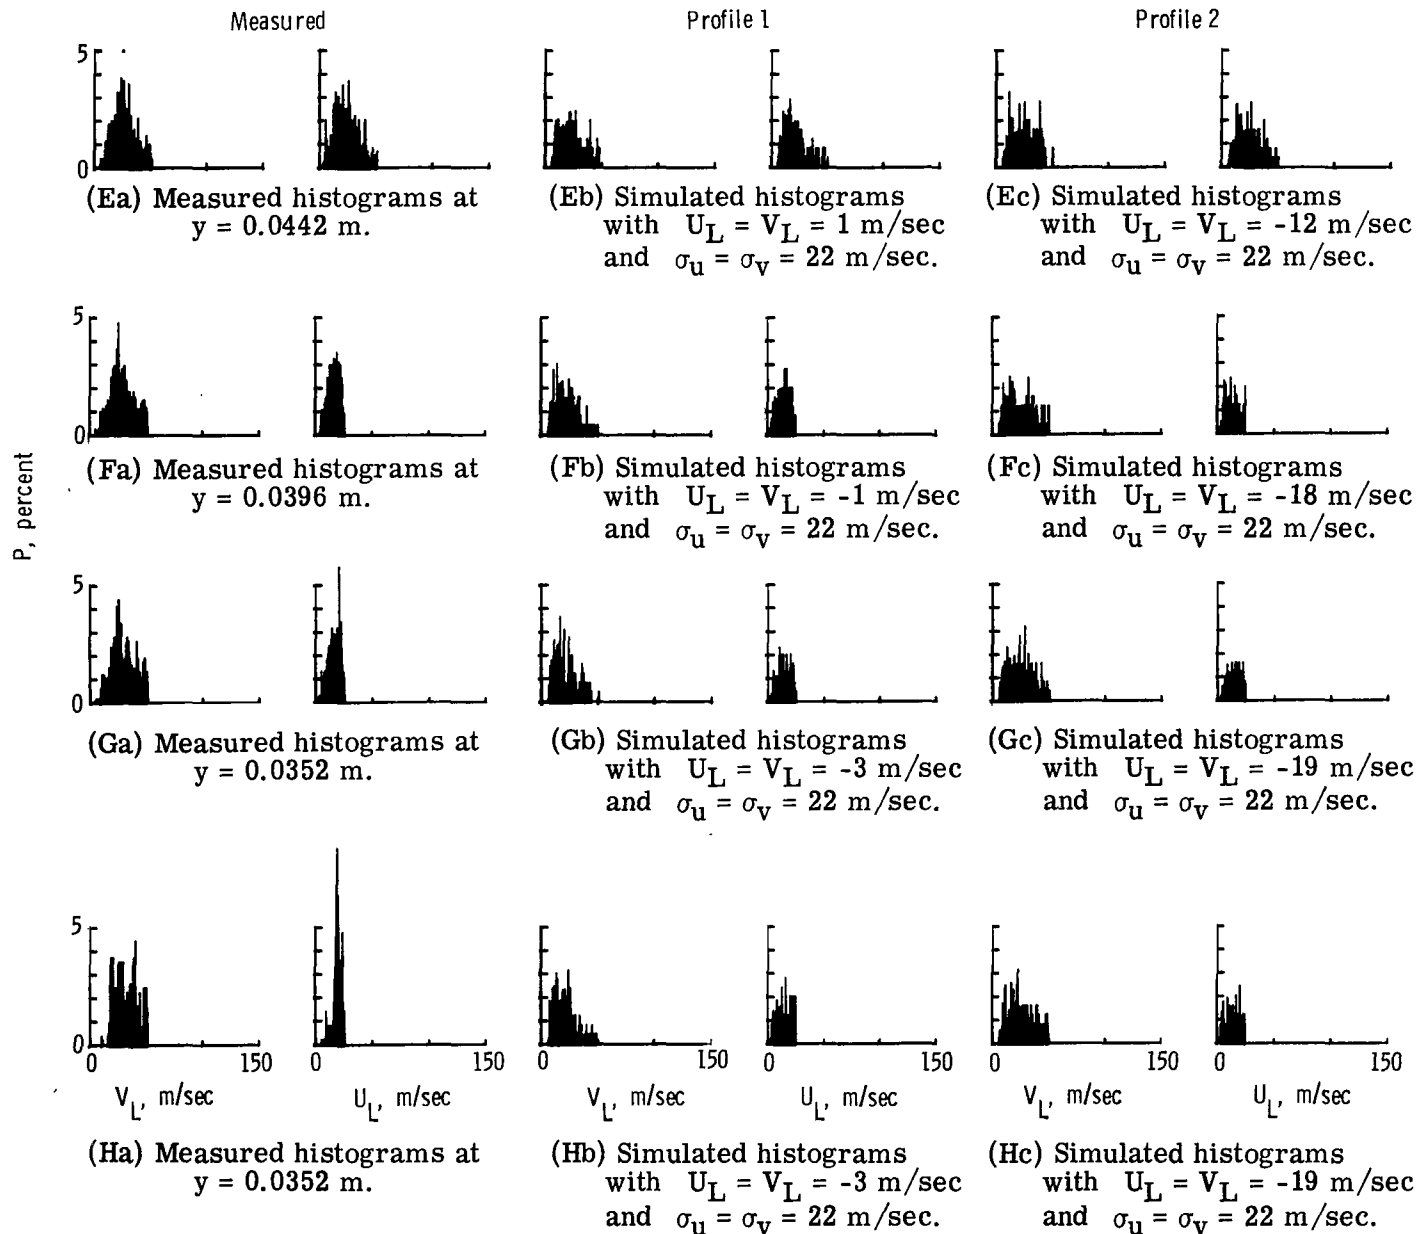 Measured
Profile 1
Profile 2
P, percent
5
0
(Ea) Measured histograms at
y = 0.0442 m.
(Eb) Simulated histograms
with U_L = V_L = 1 m/sec
and σ_u = σ_v = 22 m/sec.
(Ec) Simulated histograms
with U_L = V_L = -12 m/sec
and σ_u = σ_v = 22 m/sec.
5
0
(Fa) Measured histograms at
y = 0.0396 m.
(Fb) Simulated histograms
with U_L = V_L = -1 m/sec
and σ_u = σ_v = 22 m/sec.
(Fc) Simulated histograms
with U_L = V_L = -18 m/sec
and σ_u = σ_v = 22 m/sec.
5
0
(Ga) Measured histograms at
y = 0.0352 m.
(Gb) Simulated histograms
with U_L = V_L = -3 m/sec
and σ_u = σ_v = 22 m/sec.
(Gc) Simulated histograms
with U_L = V_L = -19 m/sec
and σ_u = σ_v = 22 m/sec.
5
0
0 150 0 150 0 150 0 150 0 150 0 150
V_L, m/sec U_L, m/sec V_L, m/sec U_L, m/sec V_L, m/sec U_L, m/sec
(Ha) Measured histograms at
y = 0.0352 m.
(Hb) Simulated histograms
with U_L = V_L = -3 m/sec
and σ_u = σ_v = 22 m/sec.
(Hc) Simulated histograms
with U_L = V_L = -19 m/sec
and σ_u = σ_v = 22 m/sec.